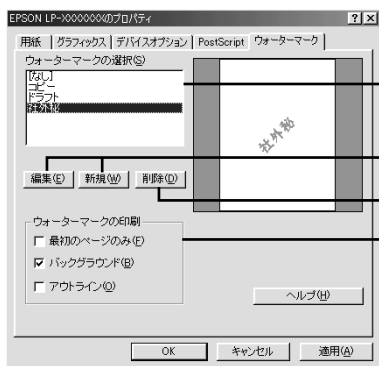 EPSON LP-XXXXXXXのプロパティ
用紙 グラフィックス デバイスオプション PostScript ウォーターマーク
ウォーターマークの選択(S)
[なし]
コピー
ドラフト
社外秘
社外秘
編集(E) 新規(W) 削除(D)
ウォーターマークの印刷
最初のページのみ(F)
バックグラウンド(B)
アウトライン(O)
ヘルプ(H)
OK キャンセル 適用(A)